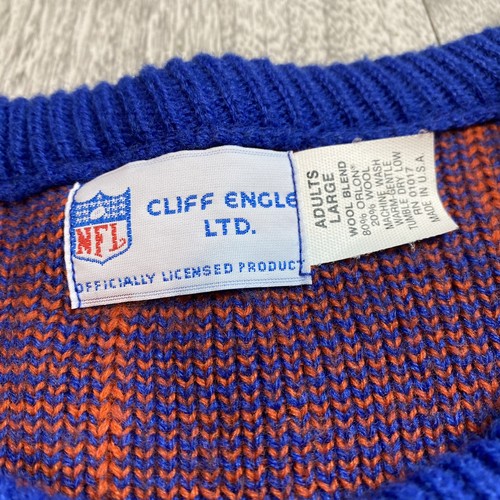 NFL
CLIFF ENGLE
LTD.
OFFICIALLY LICENSED PRODUCT
ADULTS
LARGE
WOOL BLEND
80% ORLON®
20% WOOL
MACHINE WASH
WARM GENTLE
TUMBLE DRY LOW
RN 71017
MADE IN U.S.A.